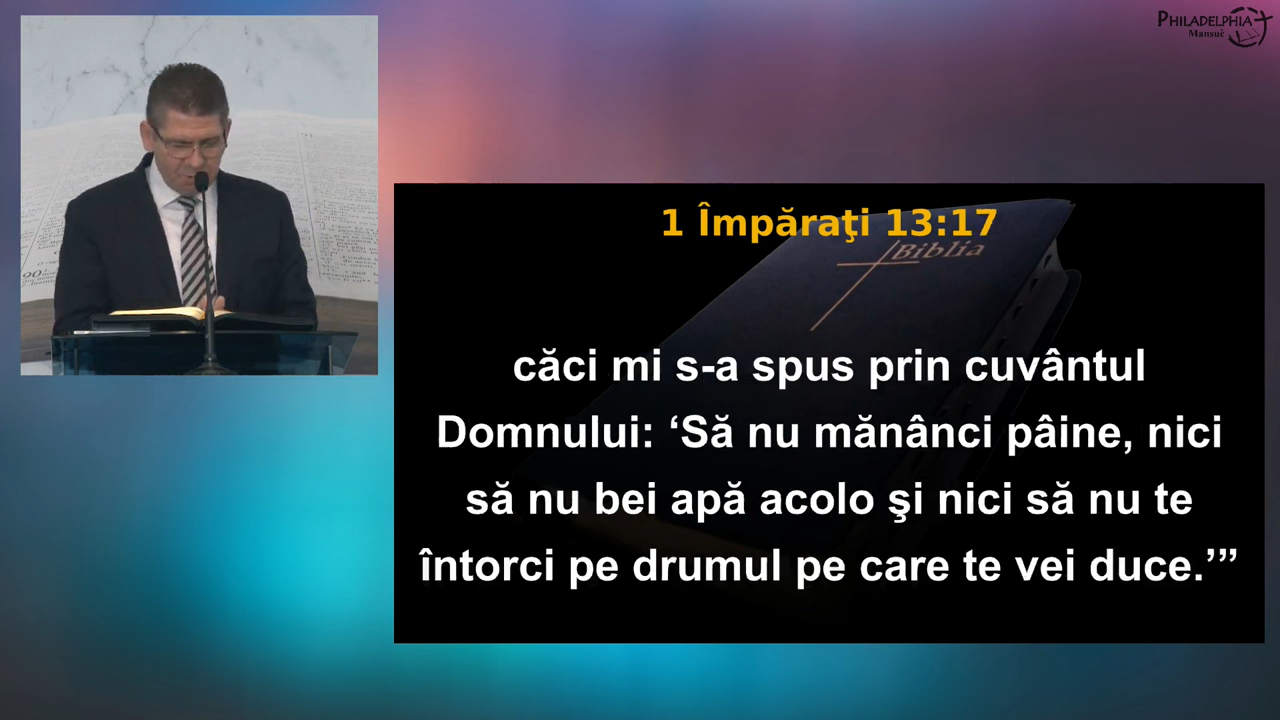 PHILADELPHIA
Mansuè
1 Împăraţi 13:17
Biblia
căci mi s-a spus prin cuvântul
Domnului: ‘Să nu mănânci pâine, nici
să nu bei apă acolo şi nici să nu te
întorci pe drumul pe care te vei duce.’”